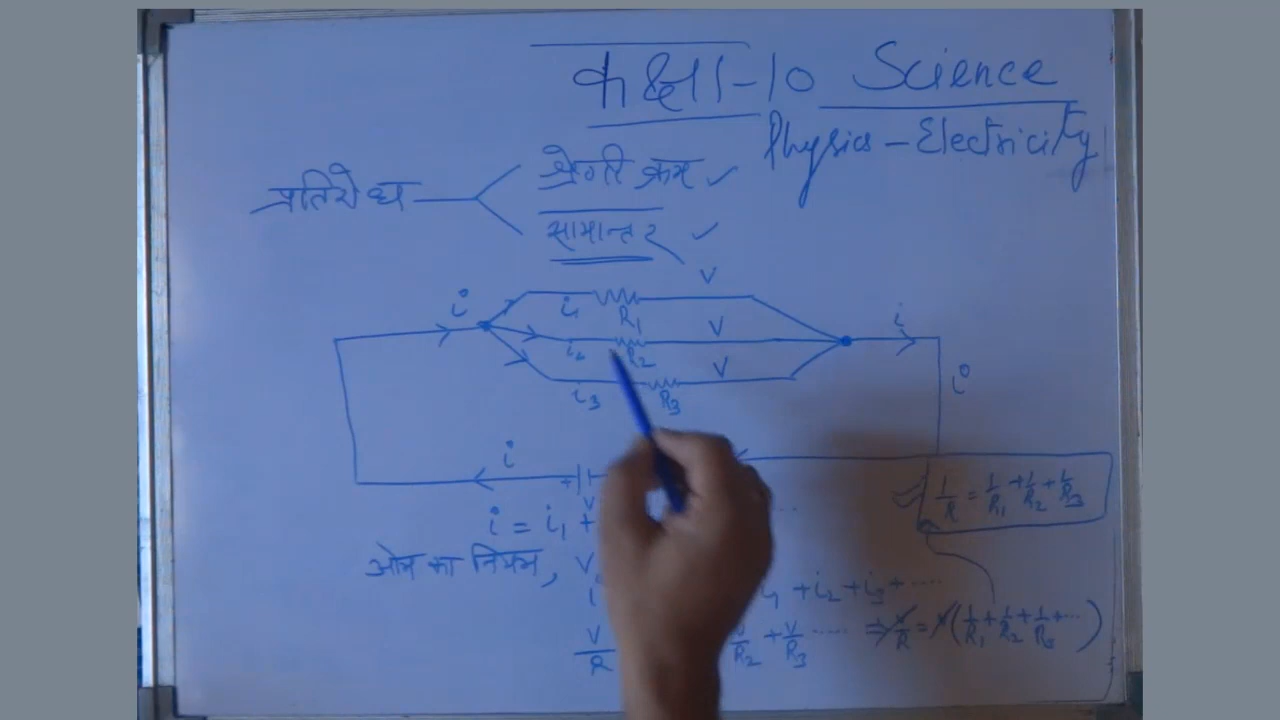 कक्षा-10 Science
Physics - Electricity
प्रतिरोध
श्रेणी क्रम ✓
सामान्तर ✓
V
i i₁ R₁ V i
i₂ R₂ V
i₃ R₃ V i
i
+ V
1/R = 1/R₁ + 1/R₂ + 1/R₃
i = i₁ + ...
ओम का नियम, V
i i₁ + i₂ + i₃ + ....
V/R V/R₂ + V/R₃ ..... ⇒ V/R = V(1/R₁ + 1/R₂ + 1/R₃ + ...)